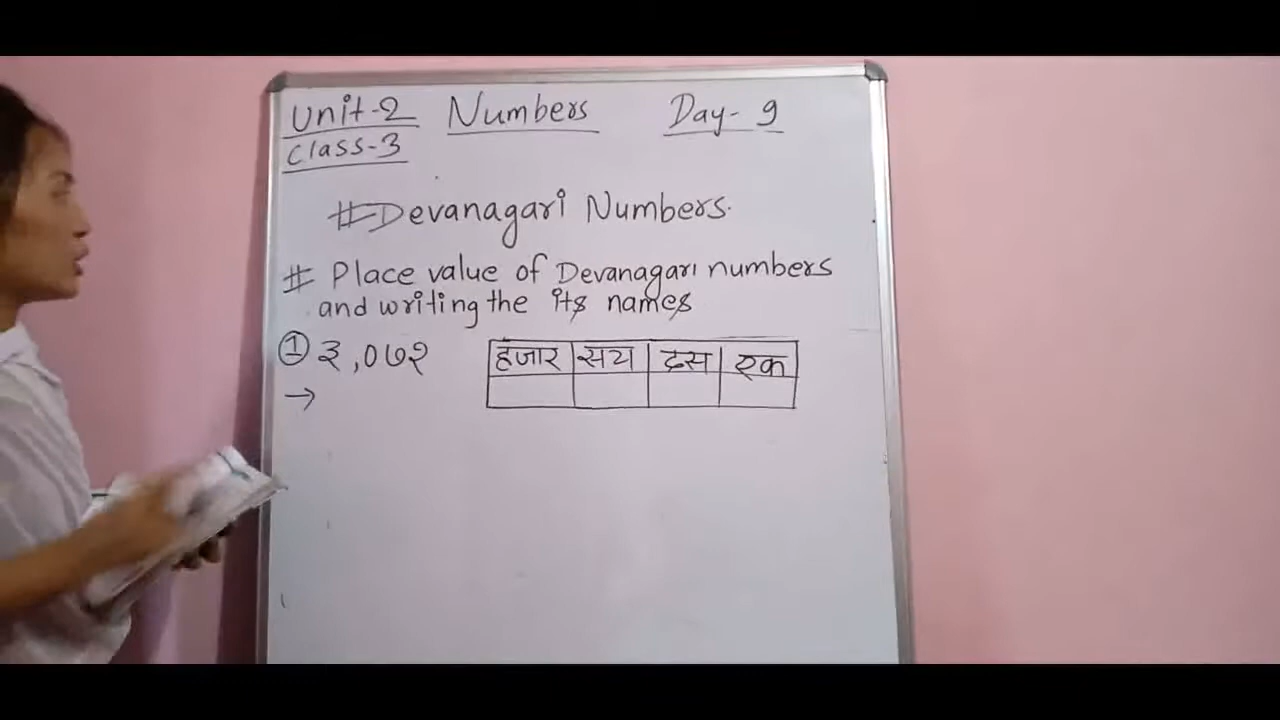 Unit-2 Numbers Day-9
Class-3
#Devanagari Numbers.
# Place value of Devanagari numbers
and writing the its names
① ३,०७२ हजार सय दस एक
→